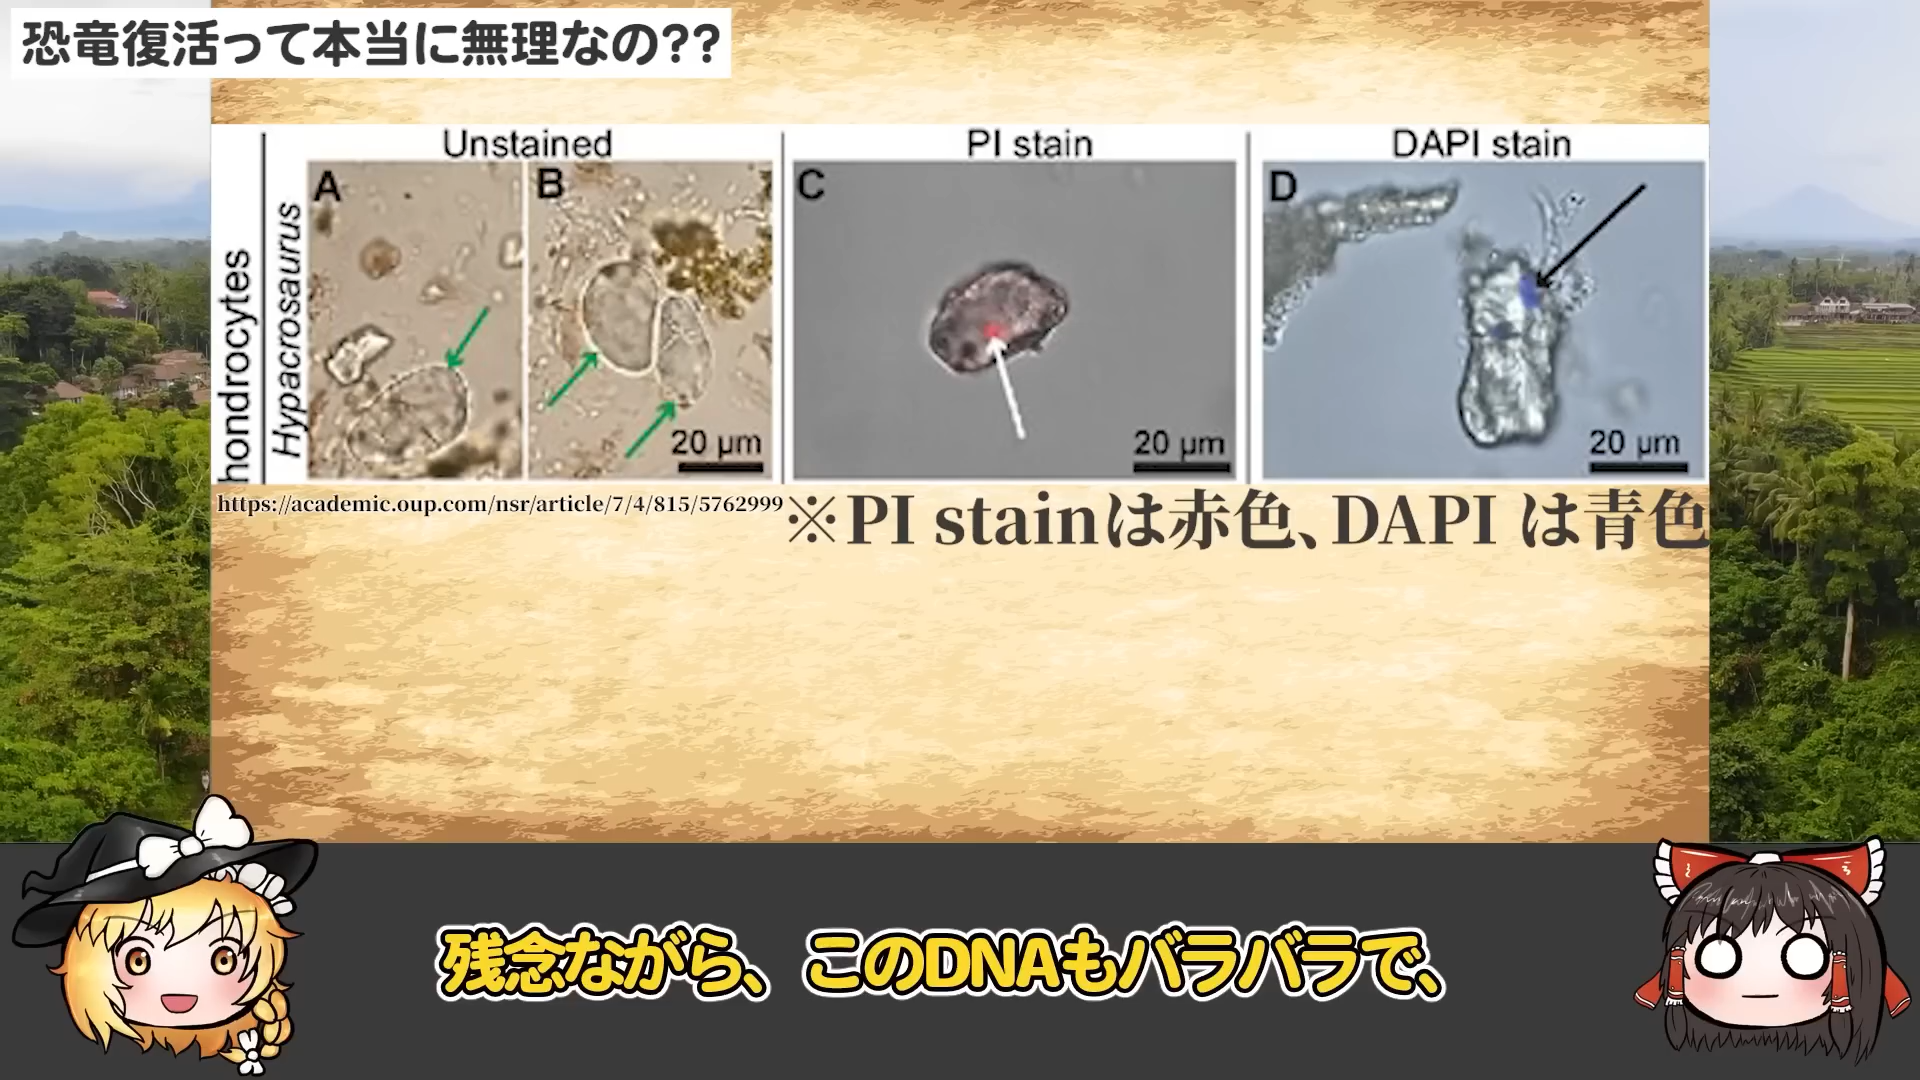 恐竜復活って本当に無理なの??
Unstained
PI stain
DAPI stain
hondrocytes
Hypacrosaurus
A
B
C
D
20 µm
20 µm
20 µm
https://academic.oup.com/nsr/article/7/4/815/5762999
※PI stainは赤色、DAPI は青色
残念ながら、このDNAもバラバラで、